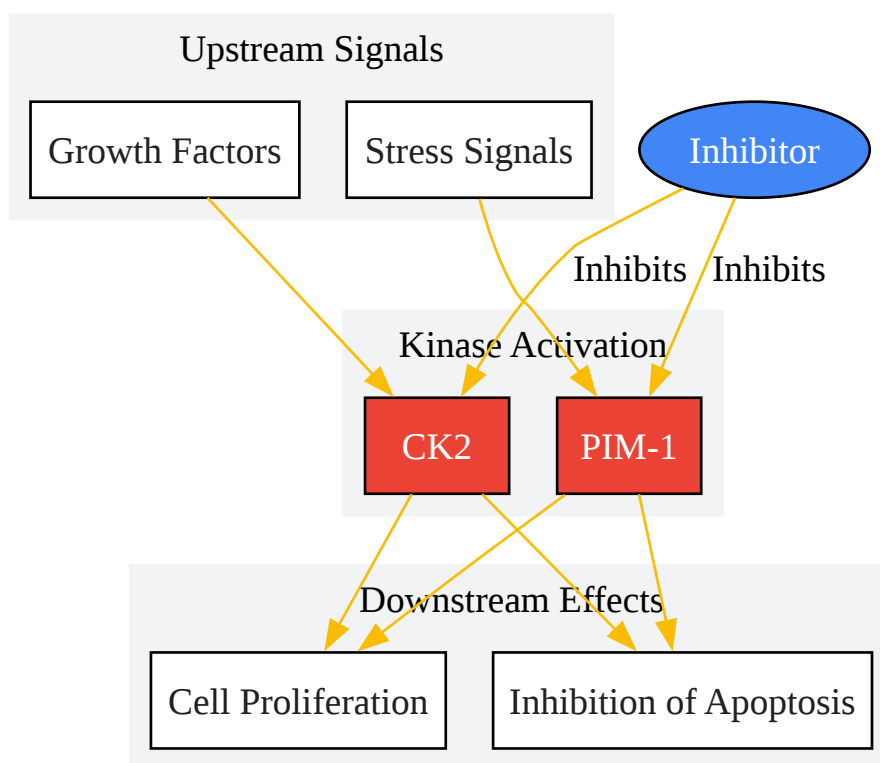 Upstream Signals
Growth Factors
Stress Signals
Inhibitor
Inhibits
Inhibits
Kinase Activation
CK2
PIM-1
Downstream Effects
Cell Proliferation
Inhibition of Apoptosis